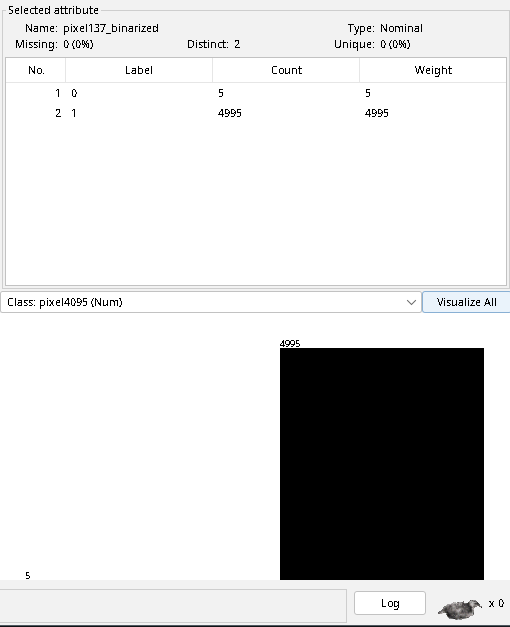 Selected attribute
Name: pixel137_binarized Type: Nominal
Missing: 0 (0%) Distinct: 2 Unique: 0 (0%)
No. Label Count Weight
1 0 5 5
2 1 4995 4995
Class: pixel4095 (Num) Visualize All
4995
5
Log x 0